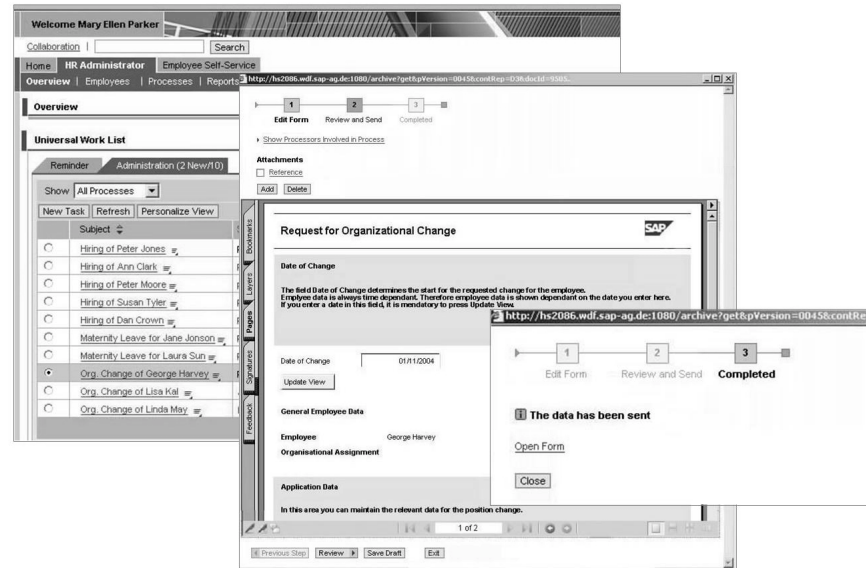 Welcome Mary Ellen Parker
Collaboration | Search
Home HR Administrator Employee Self-Service
Overview | Employees | Processes | Reports
Overview
Universal Work List
Reminder Administration (2 New/10)
Show All Processes
New Task Refresh Personalize View
Subject
Hiring of Peter Jones
Hiring of Ann Clark
Hiring of Peter Moore
Hiring of Susan Tyler
Hiring of Dan Crown
Maternity Leave for Jane Jonson
Maternity Leave for Laura Sun
Org. Change of George Harvey
Org. Change of Lisa Kal
Org. Change of Linda May
http://hs2086.wdf.sap-ag.de:1080/archive?get&pVersion=0045&contRep=D3&docId=9505..
1 2 3
Edit Form Review and Send Completed
Show Processors Involved in Process
Attachments
Reference
Add Delete
Bookmarks
Layers
Pages
Signatures
Feedback
Request for Organizational Change
SAP
Date of Change
The field Date of Change determines the start for the requested change for the employee.
Emplyee data is always time dependant. Therefore employee data is shown dependant on the date you enter here.
If you enter a date in this field, it is mendatory to press Update View.
Date of Change 01/11/2004
Update View
General Employee Data
Employee George Harvey
Organisational Assignment
Application Data
In this area you can maintain the relevant data for the position change.
1 of 2
Previous Step Review Save Draft Exit
http://hs2086.wdf.sap-ag.de:1080/archive?get&pVersion=0045&contRe
1 2 3
Edit Form Review and Send Completed
The data has been sent
Open Form
Close